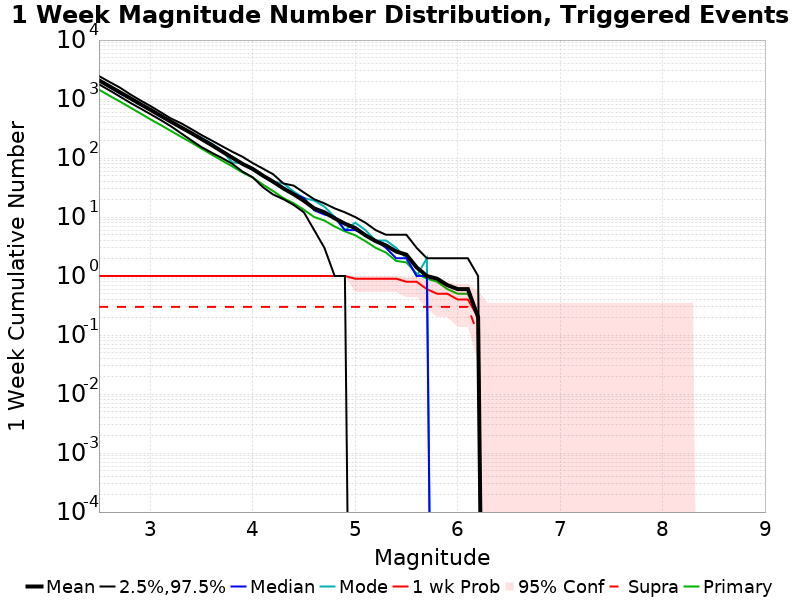 1 Week Magnitude Number Distribution, Triggered Events
1 Week Cumulative Number
10^4
10^3
10^2
10^1
10^0
10^-1
10^-2
10^-3
10^-4
3 4 5 6 7 8 9
Magnitude
Mean 2.5%,97.5% Median Mode 1 wk Prob 95% Conf Supra Primary